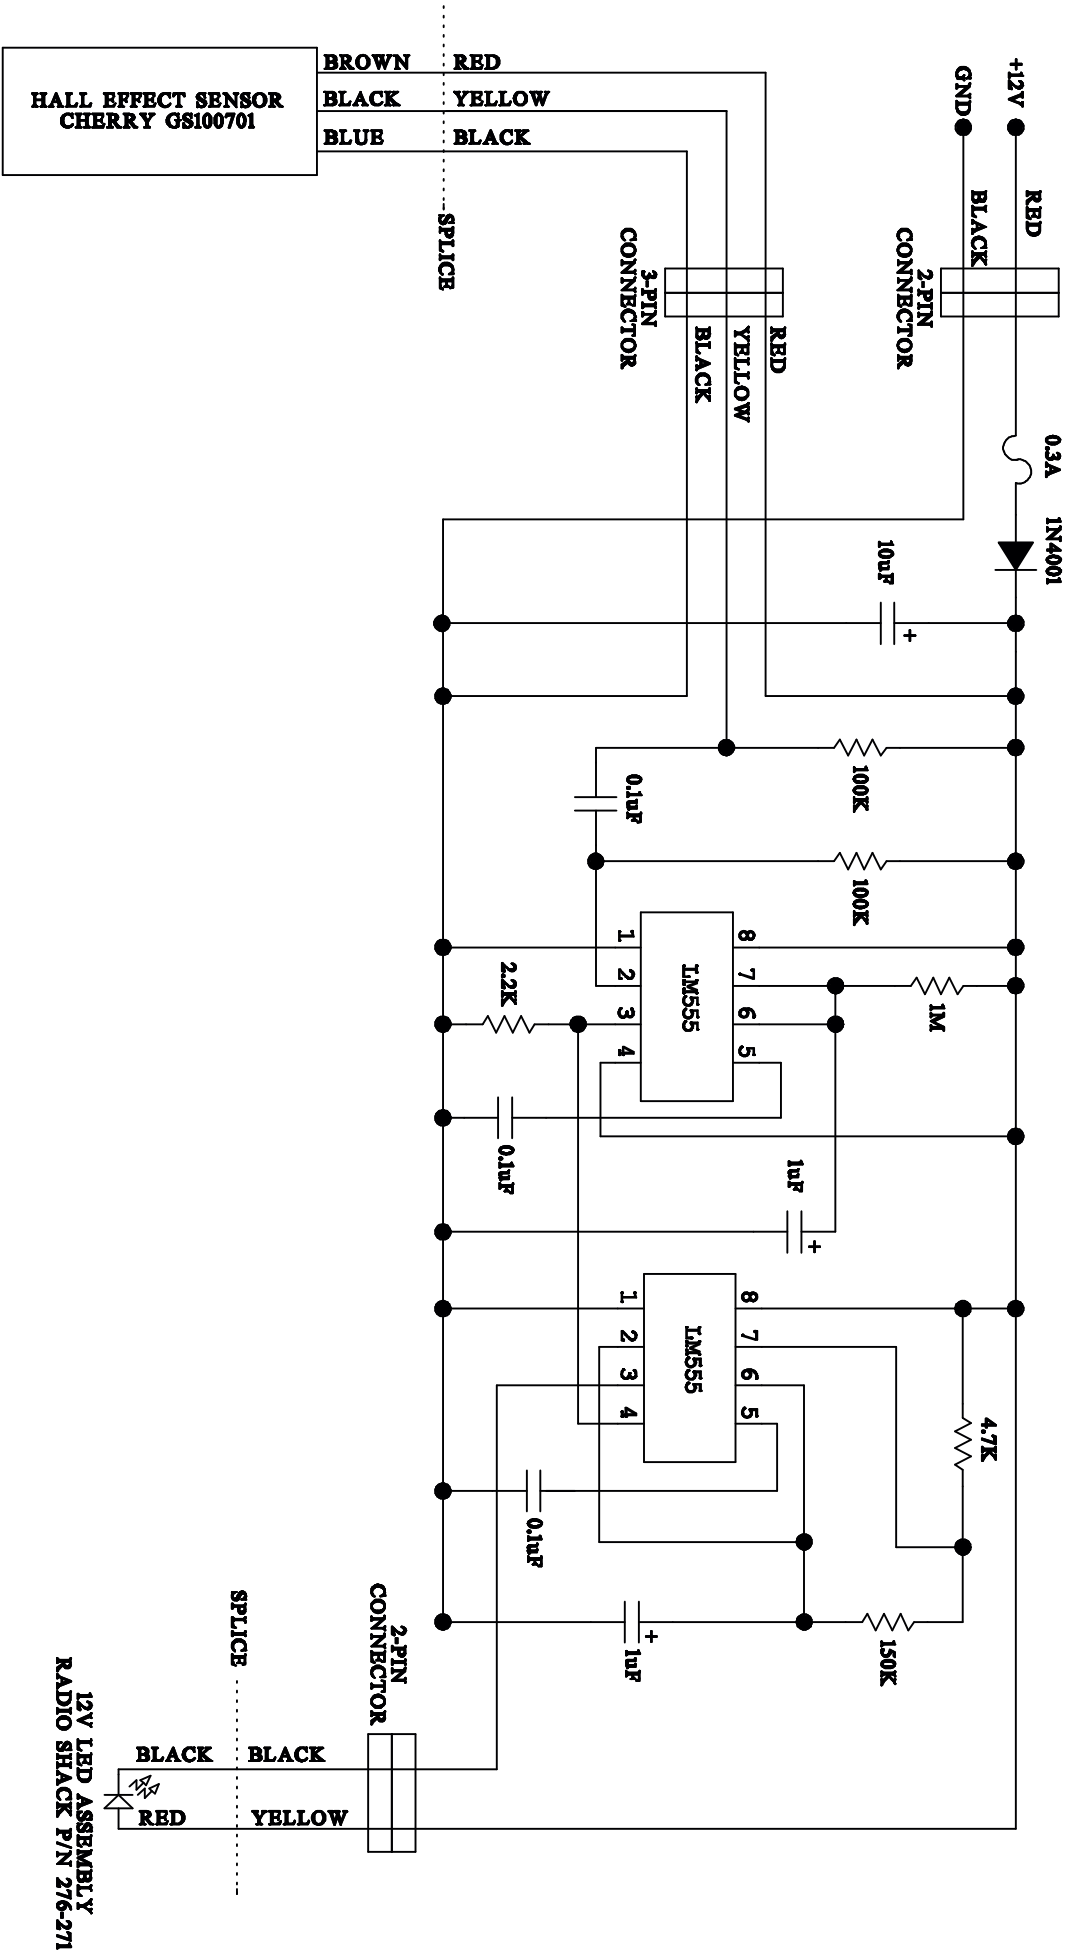 BROWN
RED
BLACK
YELLOW
BLUE
BLACK
HALL EFFECT SENSOR
CHERRY GS100701
SPLICE
+12V
GND
RED
BLACK
2-PIN
CONNECTOR
3-PIN
CONNECTOR
RED
YELLOW
BLACK
0.3A
1N4001
10uF
+
100K
0.1uF
100K
8
7
6
5
LM555
1
2
3
4
1M
2.2K
0.1uF
1uF
+
8
7
6
5
LM555
1
2
3
4
4.7K
0.1uF
150K
+
1uF
2-PIN
CONNECTOR
SPLICE
BLACK
BLACK
RED
YELLOW
12V LED ASSEMBLY
RADIO SHACK P/N 276-271